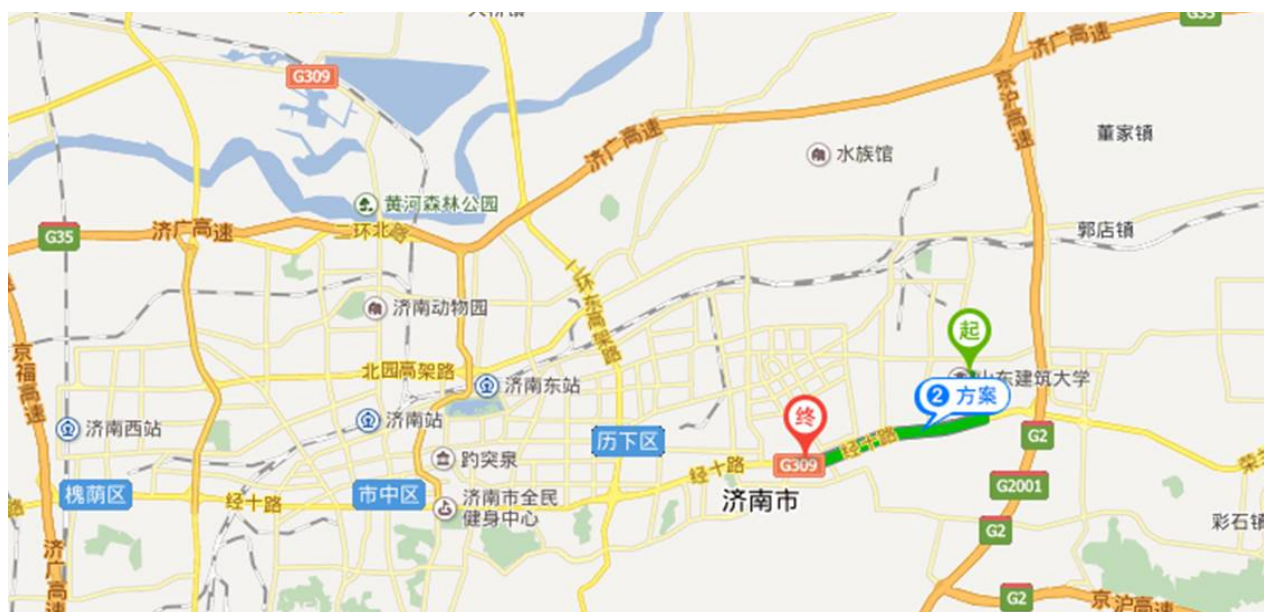 G35
济广高速
G309
京沪高速
济广高速
董家镇
水族馆
黄河森林公园
G35
济广高速
二环北路
郭店镇
二环东高架路
济南动物园
起
京福高速
北园高架路
济南东站
山东建筑大学
2 方案
终
济南西站
济南站
历下区
G2
趵突泉
经十路
G309
经十路
槐荫区
经十路
市中区
济南市全民
健身中心
济南市
G2001
彩石镇
G2
济广高速
G2
京沪高速